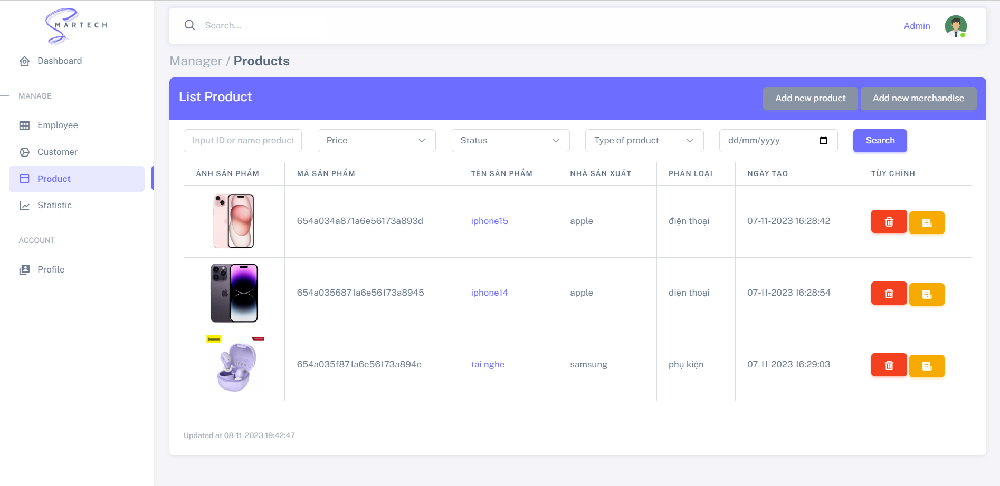 SMARTECH
Search...
Admin
Dashboard
MANAGE
Employee
Customer
Product
Statistic
ACCOUNT
Profile
Manager / Products
List Product
Add new product
Add new merchandise
Input ID or name product
Price
Status
Type of product
dd/mm/yyyy
Search
ẢNH SẢN PHẨM MÃ SẢN PHẨM TÊN SẢN PHẨM NHÀ SẢN XUẤT PHÂN LOẠI NGÀY TẠO TÙY CHỈNH
654a034a871a6e56173a893d iphone15 apple điện thoại 07-11-2023 16:28:42
654a0356871a6e56173a8945 iphone14 apple điện thoại 07-11-2023 16:28:54
Baseus
654a035f871a6e56173a894e tai nghe samsung phụ kiện 07-11-2023 16:29:03
Updated at 08-11-2023 19:42:47